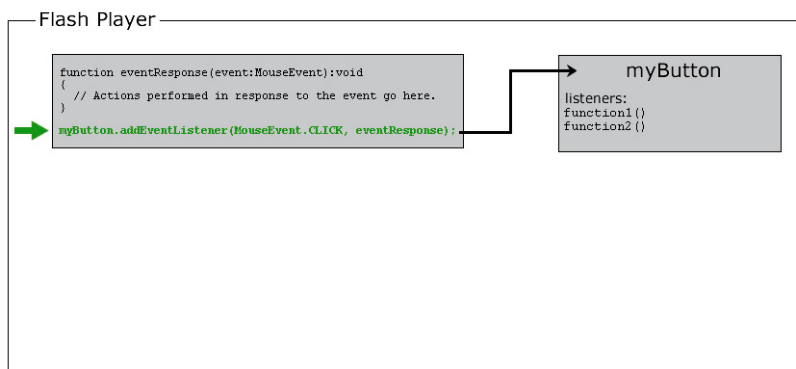 Flash Player
function eventResponse(event:MouseEvent):void
{
// Actions performed in response to the event go here.
}
myButton.addEventListener(MouseEvent.CLICK, eventResponse);
myButton
listeners:
function1()
function2()